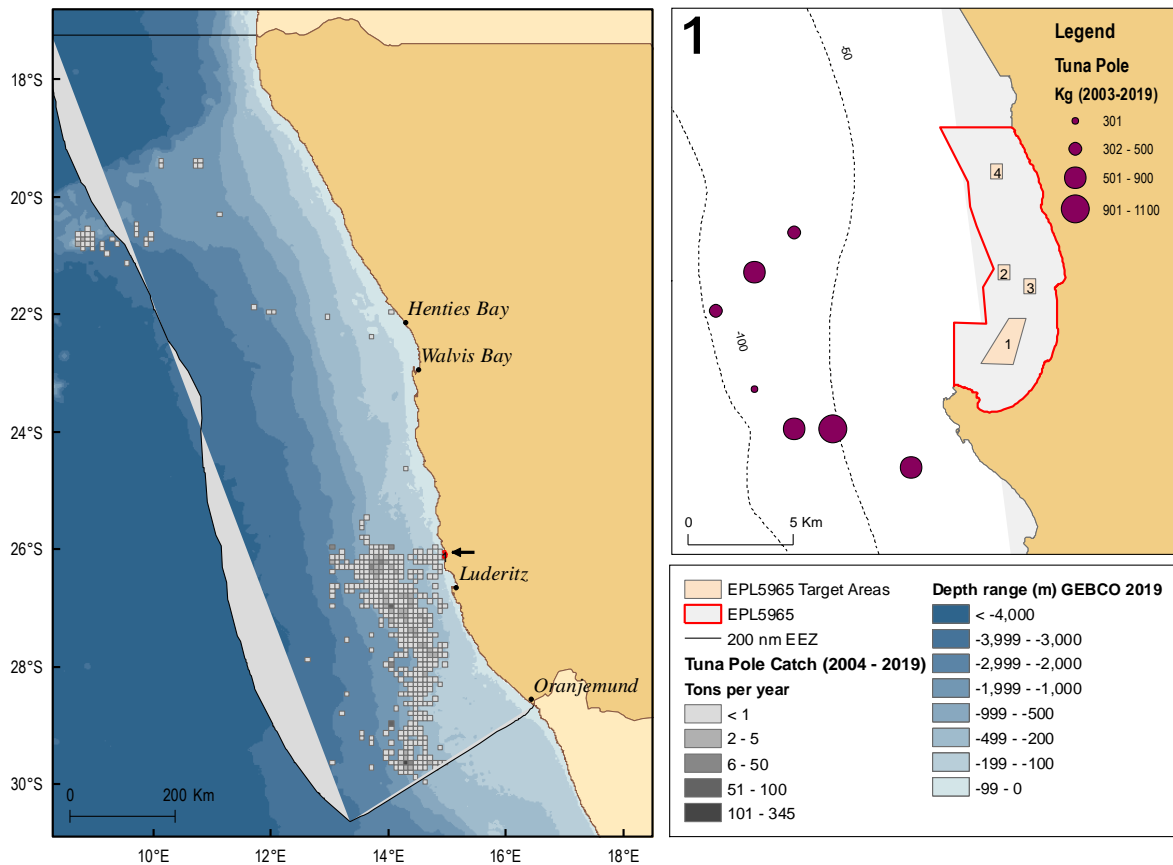 18°S
20°S
22°S
24°S
26°S
28°S
30°S
Henties Bay
Walvis Bay
Luderitz
Oranjemund
0
200 Km
10°E
12°E
14°E
16°E
18°E
1
-50
-100
4
2
3
1
0
5 Km
Legend
Tuna Pole
Kg (2003-2019)
301
302 - 500
501 - 900
901 - 1100
EPL5965 Target Areas
EPL5965
200 nm EEZ
Tuna Pole Catch (2004 - 2019)
Tons per year
< 1
2 - 5
6 - 50
51 - 100
101 - 345
Depth range (m) GEBCO 2019
< -4,000
-3,999 - -3,000
-2,999 - -2,000
-1,999 - -1,000
-999 - -500
-499 - -200
-199 - -100
-99 - 0